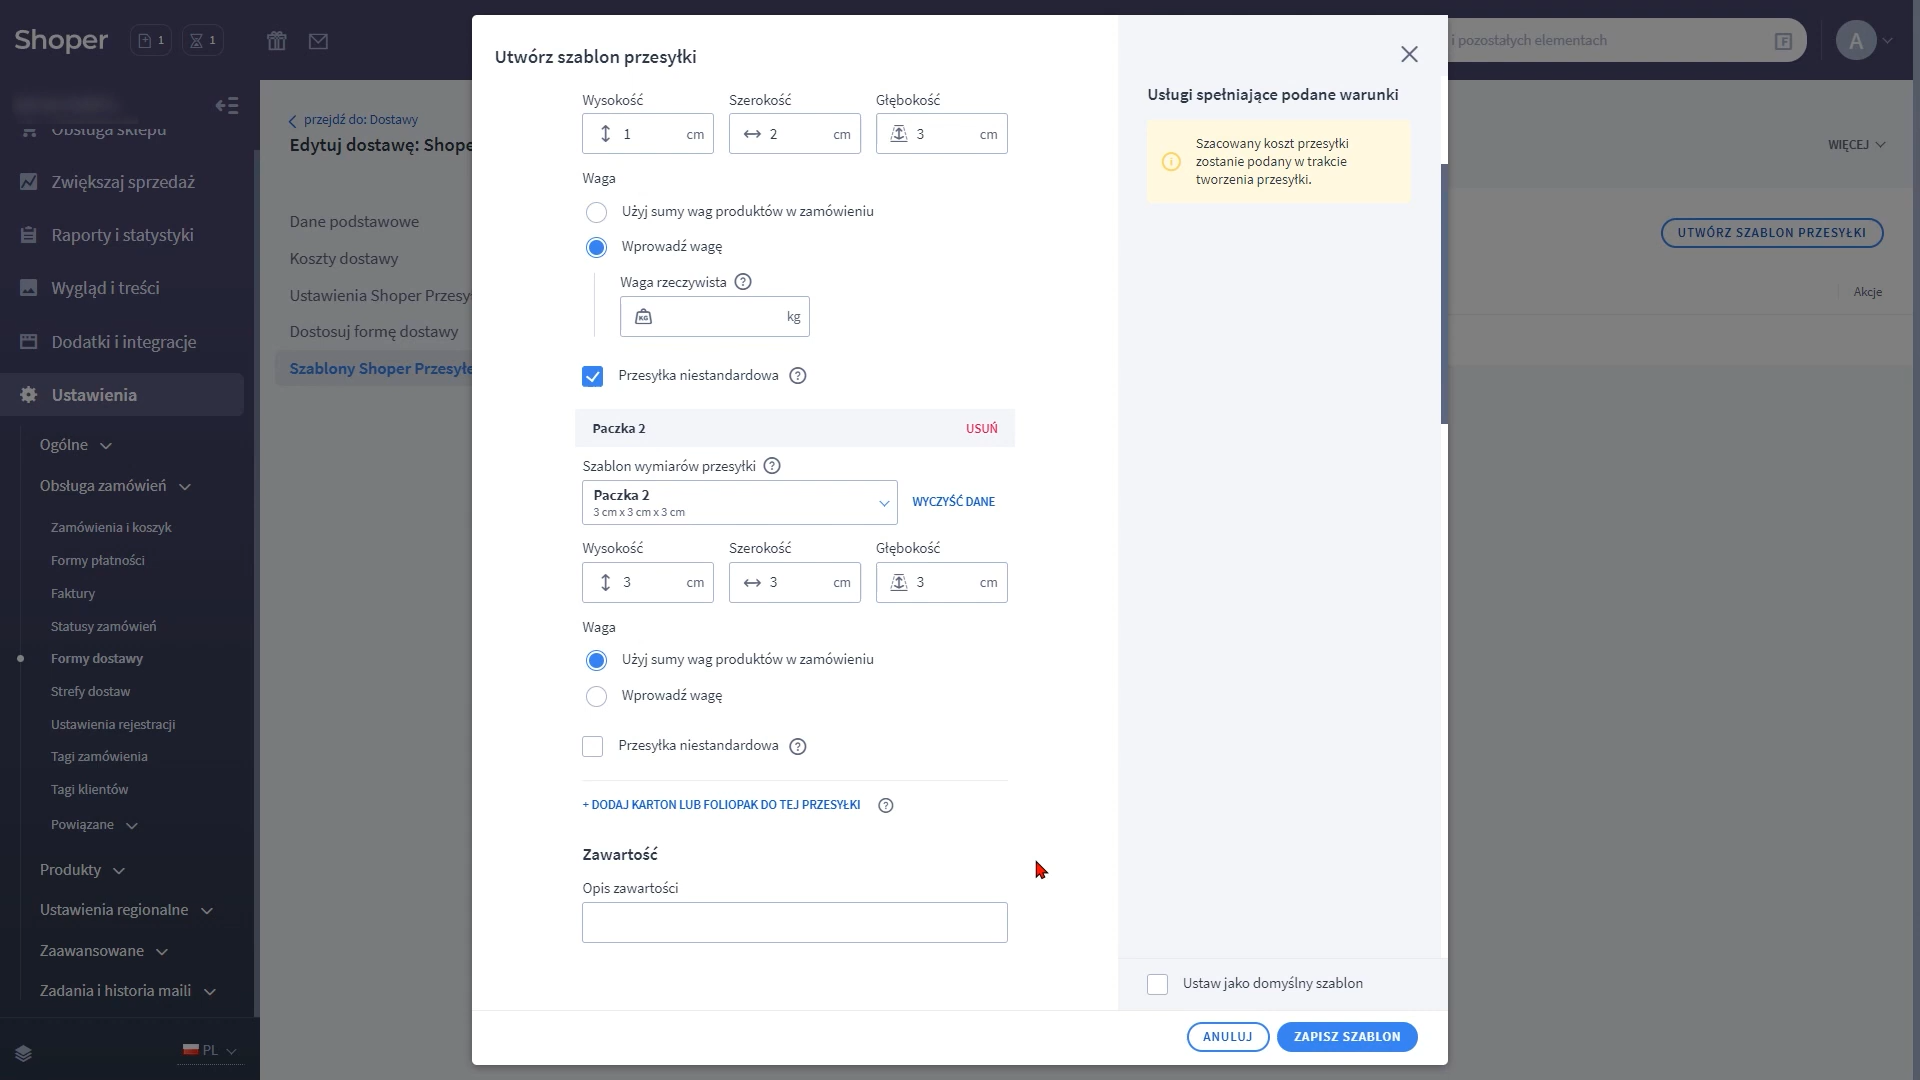 Shoper
1
1
i pozostałych elementach
F
A
Obsługa sklepu
Zwiększaj sprzedaż
Raporty i statystyki
Wygląd i treści
Dodatki i integracje
Ustawienia
Ogólne
Obsługa zamówień
Zamówienia i koszyk
Formy płatności
Faktury
Statusy zamówień
Formy dostawy
Strefy dostaw
Ustawienia rejestracji
Tagi zamówienia
Tagi klientów
Powiązane
Produkty
Ustawienia regionalne
Zaawansowane
Zadania i historia maili
PL
przejdź do: Dostawy
Edytuj dostawę: Shope
WIĘCEJ
Dane podstawowe
Koszty dostawy
Ustawienia Shoper Przesy
Dostosuj formę dostawy
Szablony Shoper Przesyłe
UTWÓRZ SZABLON PRZESYŁKI
Akcje
Utwórz szablon przesyłki
Wysokość Szerokość Głębokość
1 cm 2 cm 3 cm
Waga
Użyj sumy wag produktów w zamówieniu
Wprowadź wagę
Waga rzeczywista ?
KG kg
Przesyłka niestandardowa ?
Paczka 2 USUŃ
Szablon wymiarów przesyłki ?
Paczka 2
3 cm x 3 cm x 3 cm
WYCZYŚĆ DANE
Wysokość Szerokość Głębokość
3 cm 3 cm 3 cm
Waga
Użyj sumy wag produktów w zamówieniu
Wprowadź wagę
Przesyłka niestandardowa ?
+ DODAJ KARTON LUB FOLIOPAK DO TEJ PRZESYŁKI ?
Zawartość
Opis zawartości
Usługi spełniające podane warunki
Szacowany koszt przesyłki
zostanie podany w trakcie
tworzenia przesyłki.
Ustaw jako domyślny szablon
ANULUJ ZAPISZ SZABLON